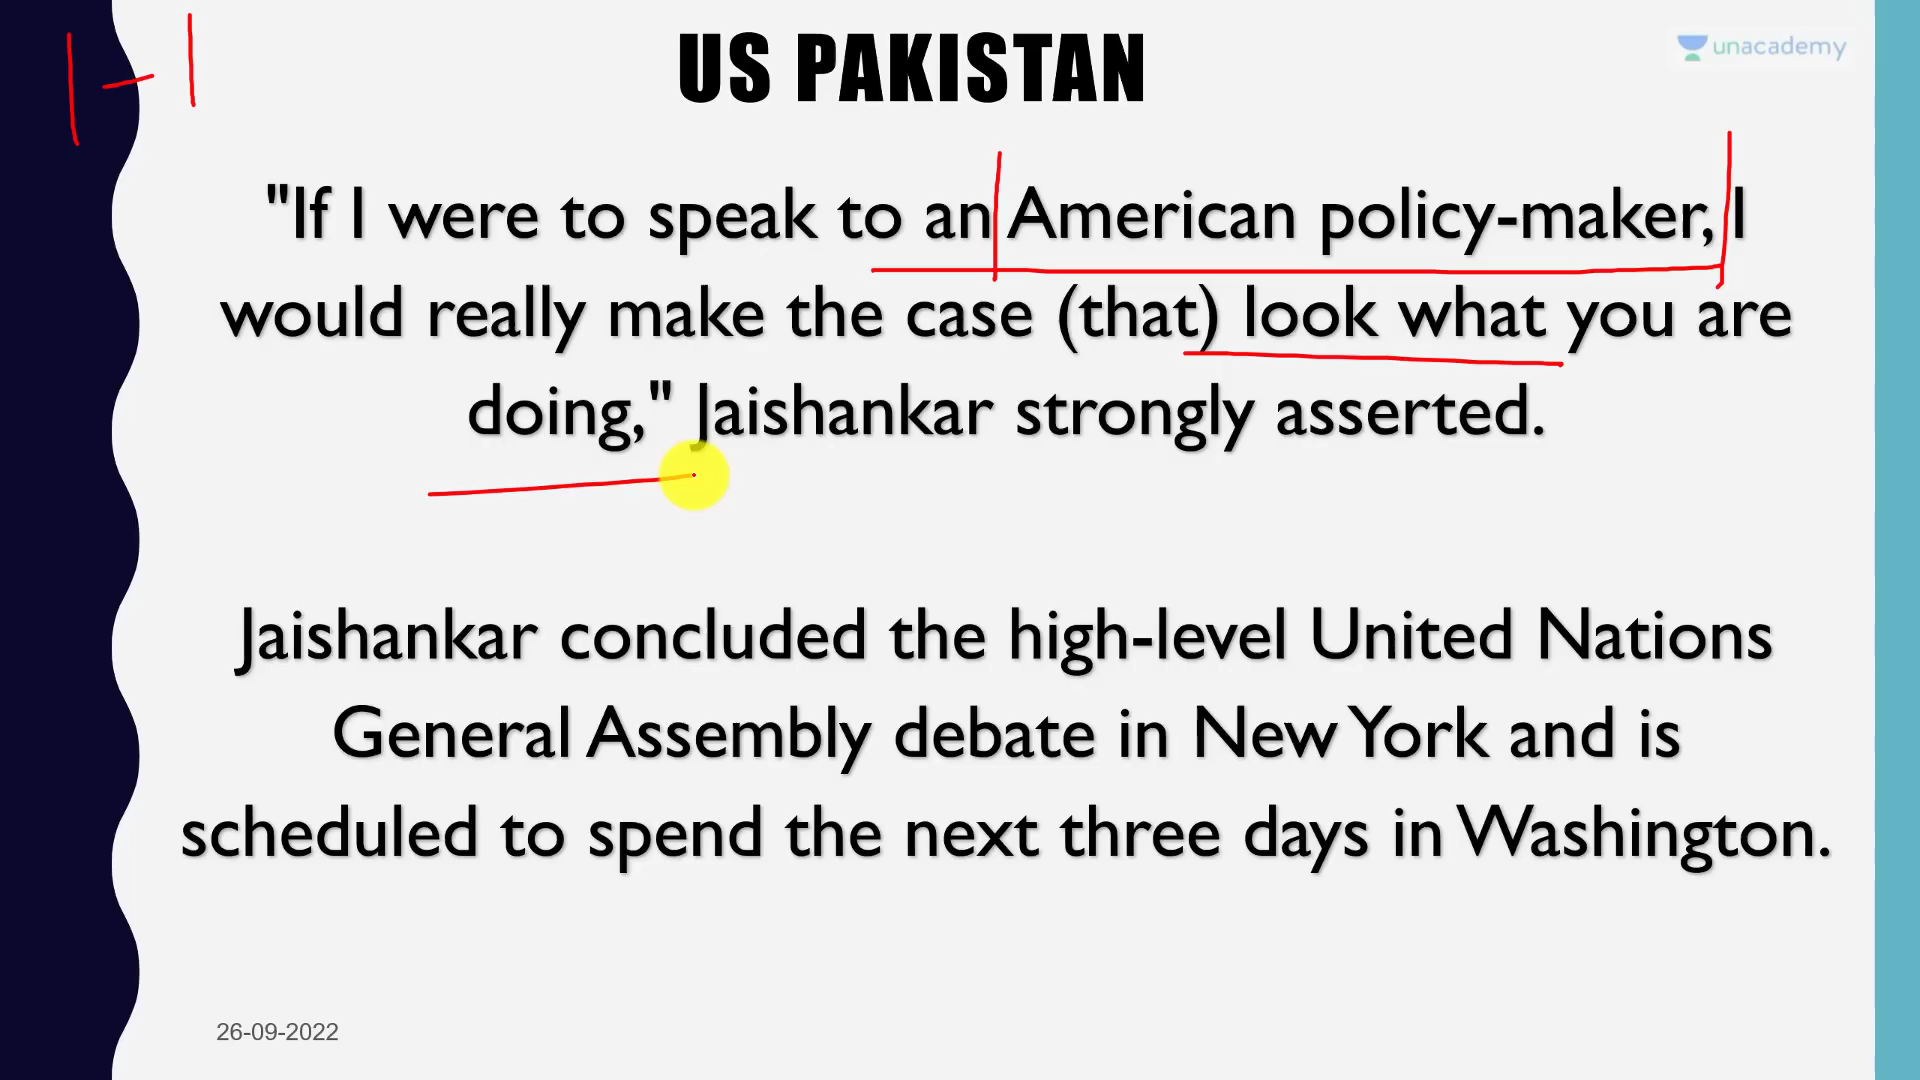 US PAKISTAN
unacademy
"If I were to speak to an American policy-maker, I
would really make the case (that) look what you are
doing," Jaishankar strongly asserted.
Jaishankar concluded the high-level United Nations
General Assembly debate in New York and is
scheduled to spend the next three days in Washington.
26-09-2022